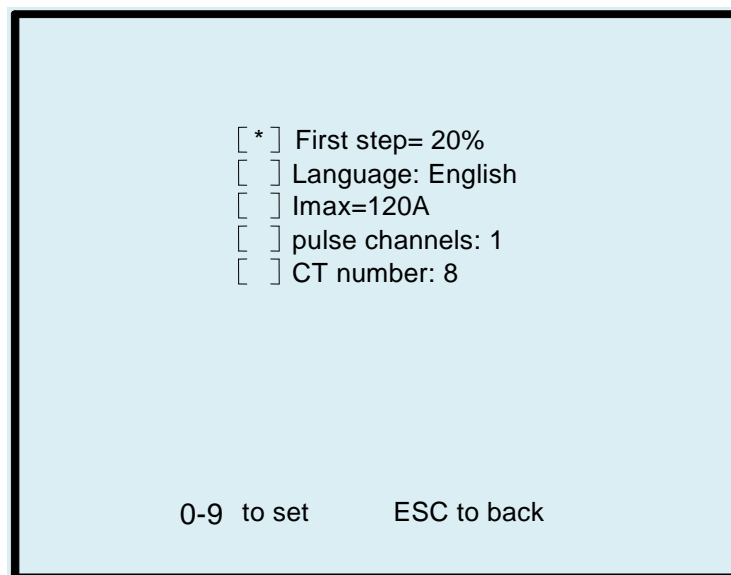 [ * ] First step= 20%
[ ] Language: English
[ ] Imax=120A
[ ] pulse channels: 1
[ ] CT number: 8
0-9 to set ESC to back